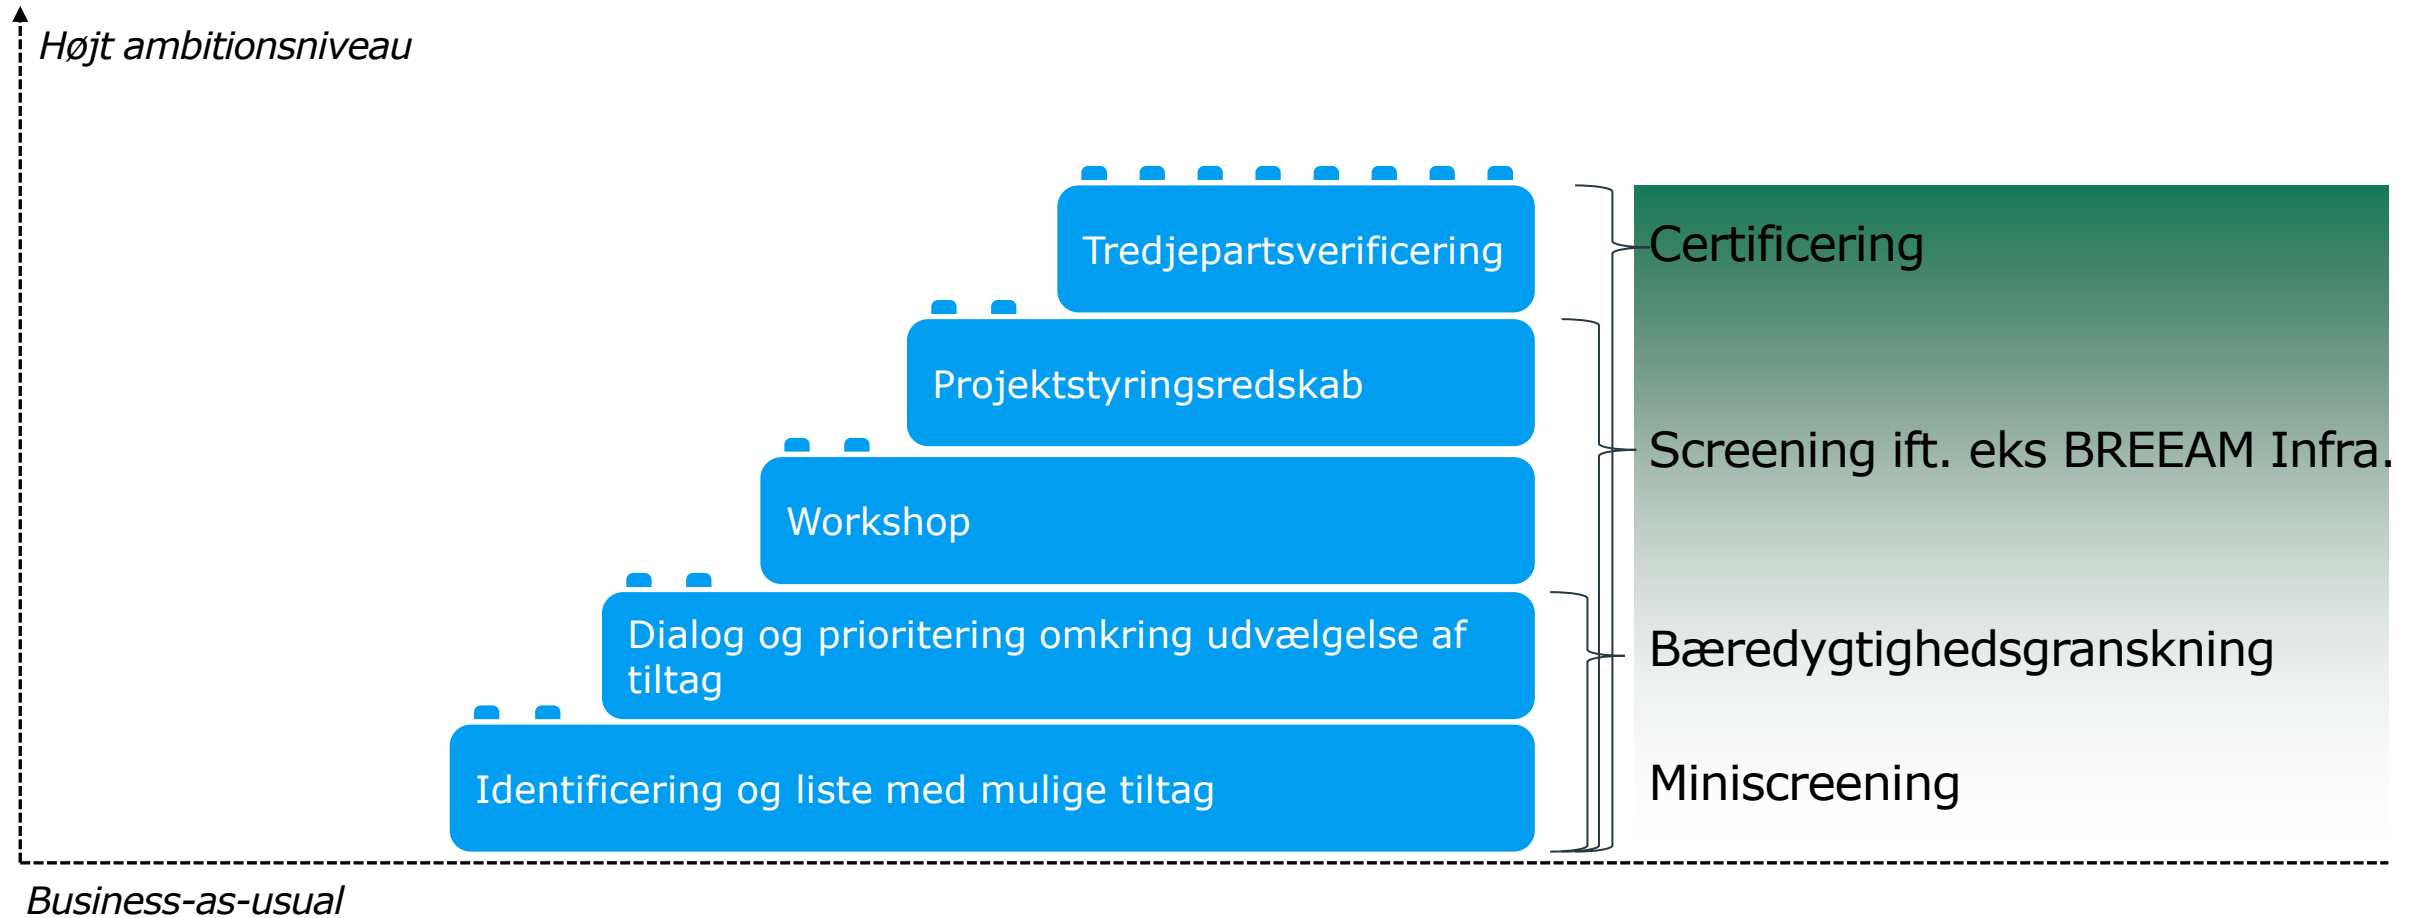 Højt ambitionsniveau
Tredjepartsverificering
Certificering
Projektstyringsredskab
Screening ift. eks BREEAM Infra.
Workshop
Dialog og prioritering omkring udvælgelse af
tiltag
Bæredygtighedsgranskning
Identificering og liste med mulige tiltag
Miniscreening
Business-as-usual